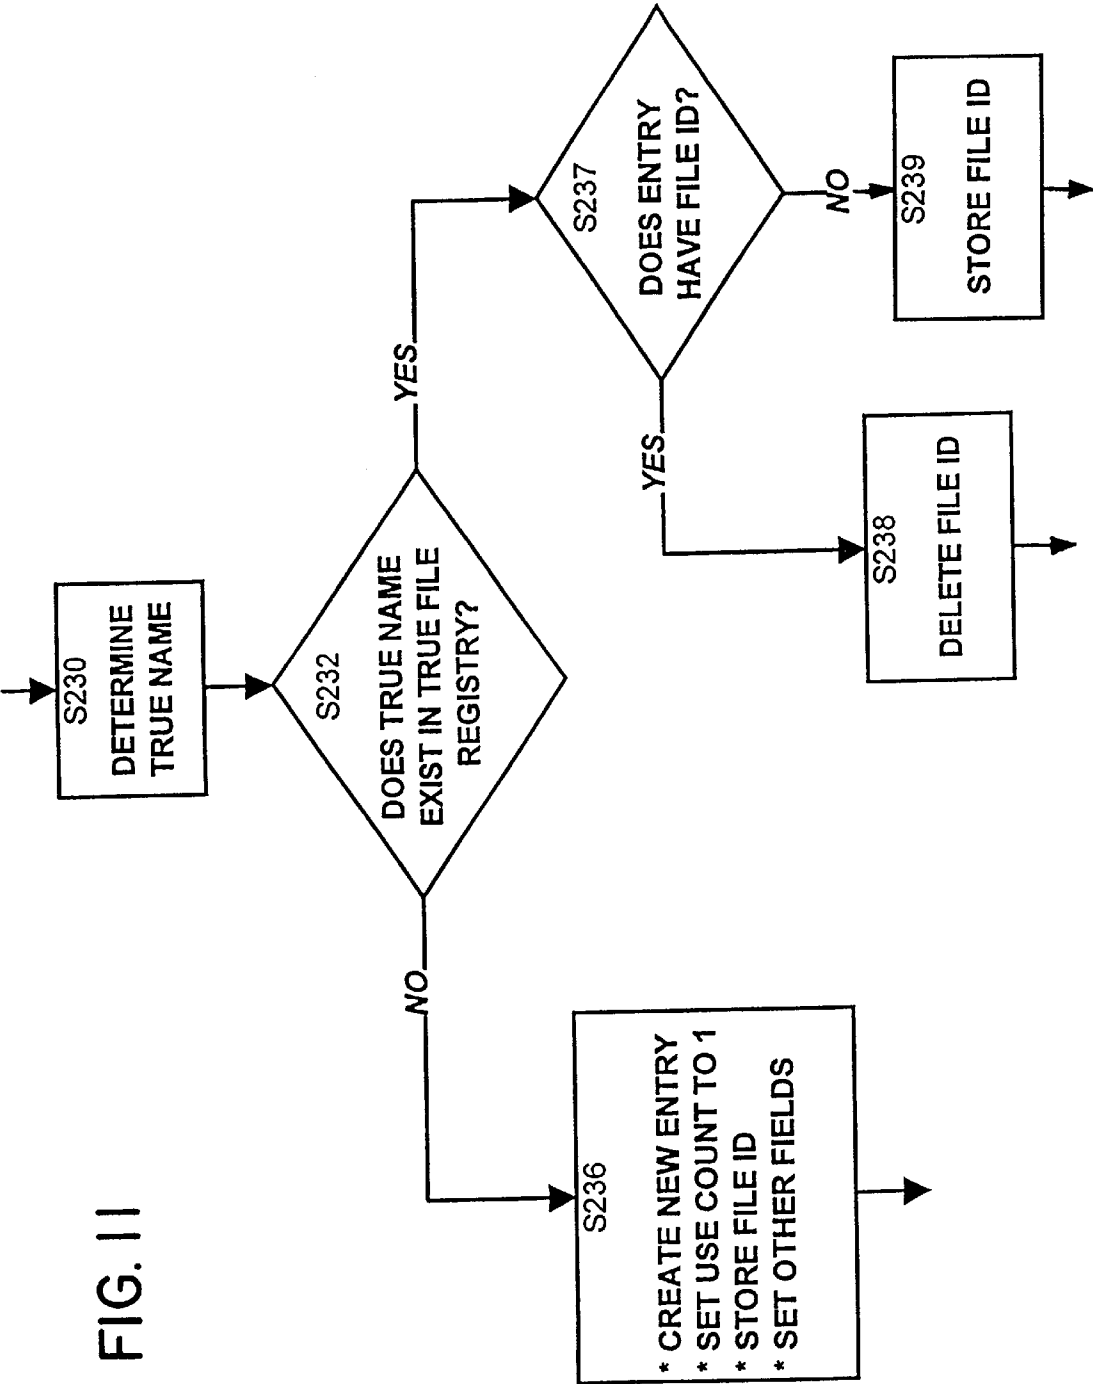 FIG. 11
S230
DETERMINE
TRUE NAME
S232
DOES TRUE NAME
EXIST IN TRUE FILE
REGISTRY?
NO
YES
S236
* CREATE NEW ENTRY
* SET USE COUNT TO 1
* STORE FILE ID
* SET OTHER FIELDS
S237
DOES ENTRY
HAVE FILE ID?
YES
NO
S238
DELETE FILE ID
S239
STORE FILE ID